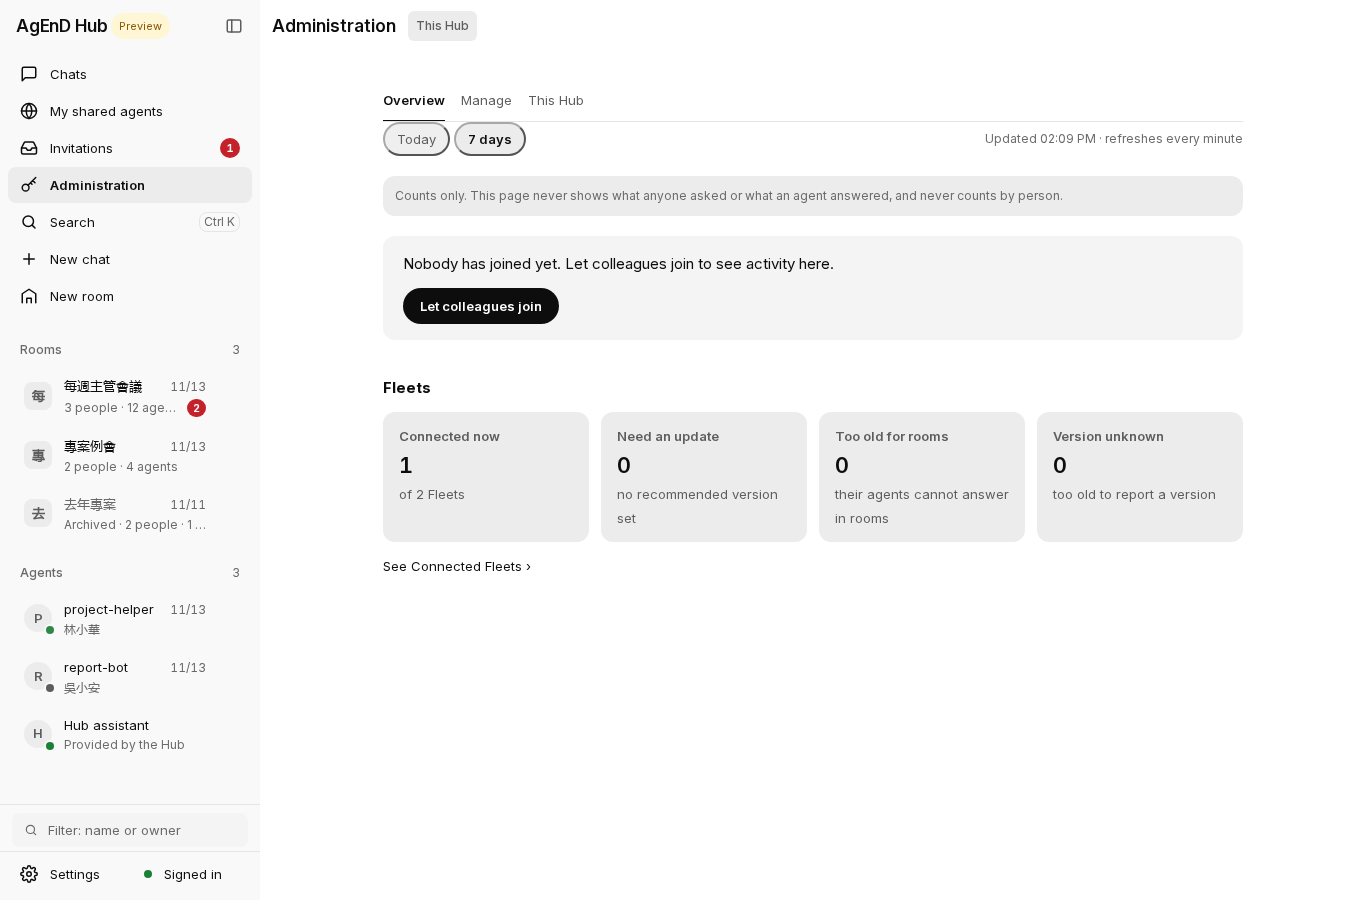 AgEnD Hub Preview
Chats
My shared agents
Invitations 1
Administration
Search Ctrl K
New chat
New room
Rooms 3
每 每週主管會議 11/13
3 people · 12 age… 2
專 專案例會 11/13
2 people · 4 agents
去 去年專案 11/11
Archived · 2 people · 1 …
Agents 3
P project-helper 11/13
林小華
R report-bot 11/13
吳小安
H Hub assistant
Provided by the Hub
Filter: name or owner
Settings Signed in
Administration This Hub
Overview Manage This Hub
Today 7 days Updated 02:09 PM · refreshes every minute
Counts only. This page never shows what anyone asked or what an agent answered, and never counts by person.
Nobody has joined yet. Let colleagues join to see activity here.
Let colleagues join
Fleets
Connected now
1
of 2 Fleets
Need an update
0
no recommended version
set
Too old for rooms
0
their agents cannot answer
in rooms
Version unknown
0
too old to report a version
See Connected Fleets ›